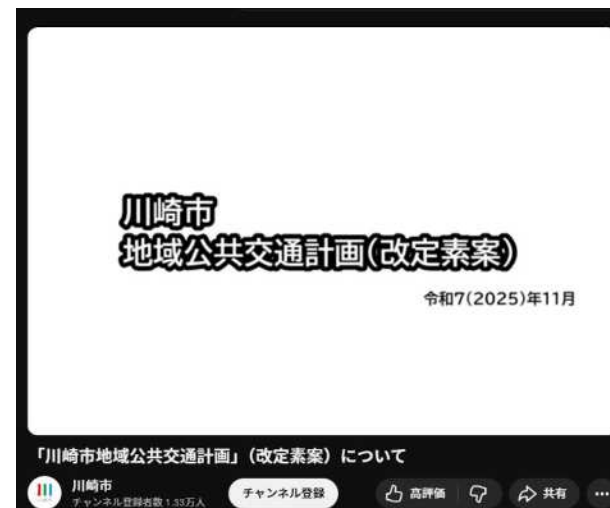 川崎市
地域公共交通計画(改定素案)
令和7(2025)年11月
「川崎市地域公共交通計画」（改定素案）について
川崎市
チャンネル登録者数 1.53万人
チャンネル登録
高評価
共有